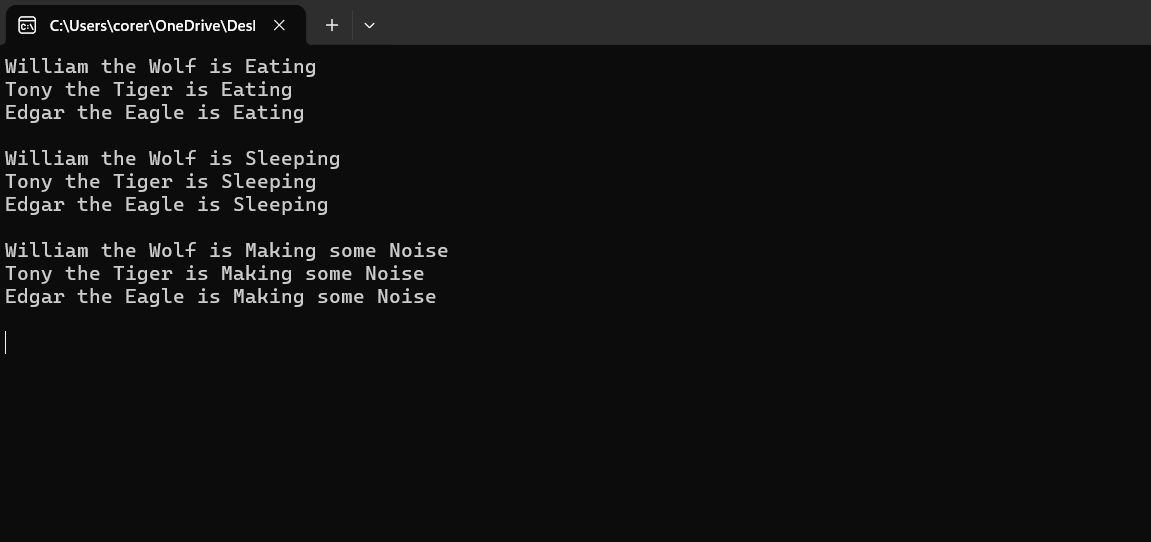 C:\Users\corer\OneDrive\Desl
William the Wolf is Eating
Tony the Tiger is Eating
Edgar the Eagle is Eating
William the Wolf is Sleeping
Tony the Tiger is Sleeping
Edgar the Eagle is Sleeping
William the Wolf is Making some Noise
Tony the Tiger is Making some Noise
Edgar the Eagle is Making some Noise